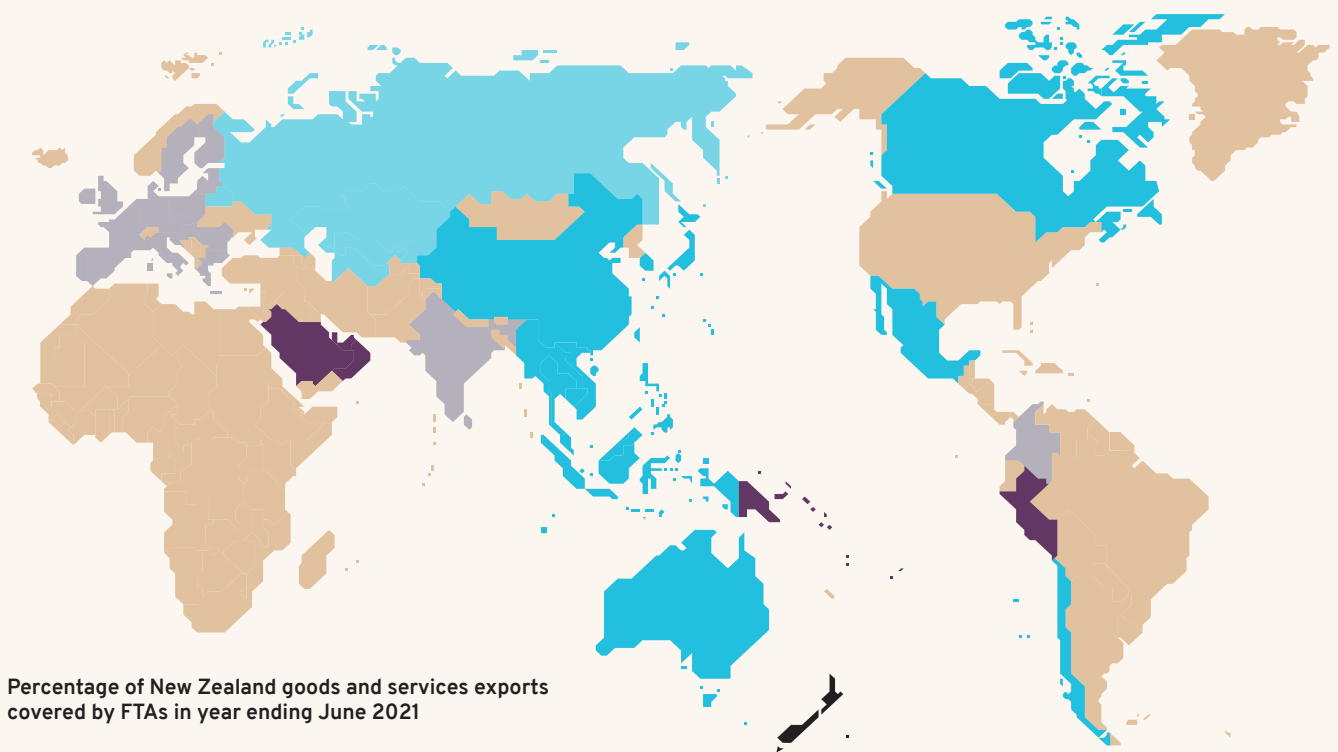 Percentage of New Zealand goods and services exports
covered by FTAs in year ending June 2021